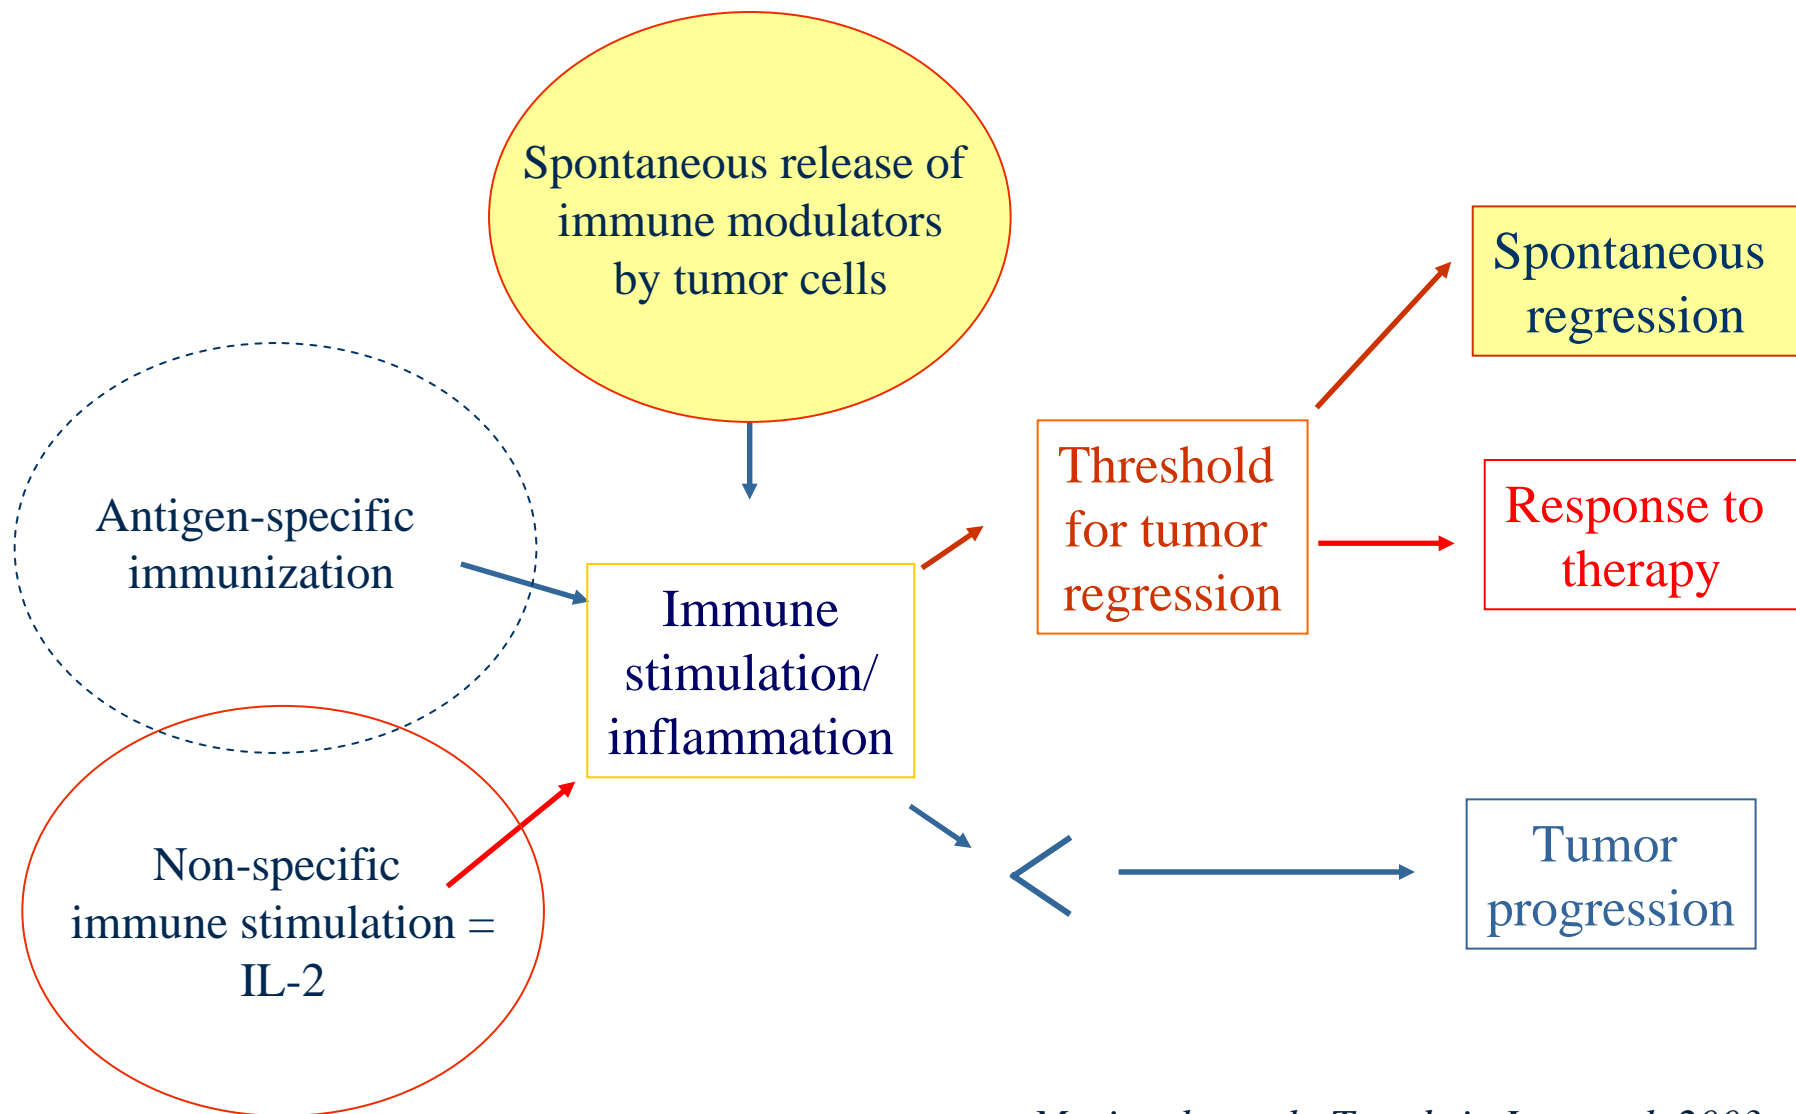 Spontaneous release of
immune modulators
by tumor cells
Antigen-specific
immunization
Non-specific
immune stimulation =
IL-2
Immune
stimulation/
inflammation
Threshold
for tumor
regression
Spontaneous
regression
Response to
therapy
<
Tumor
progression
2003